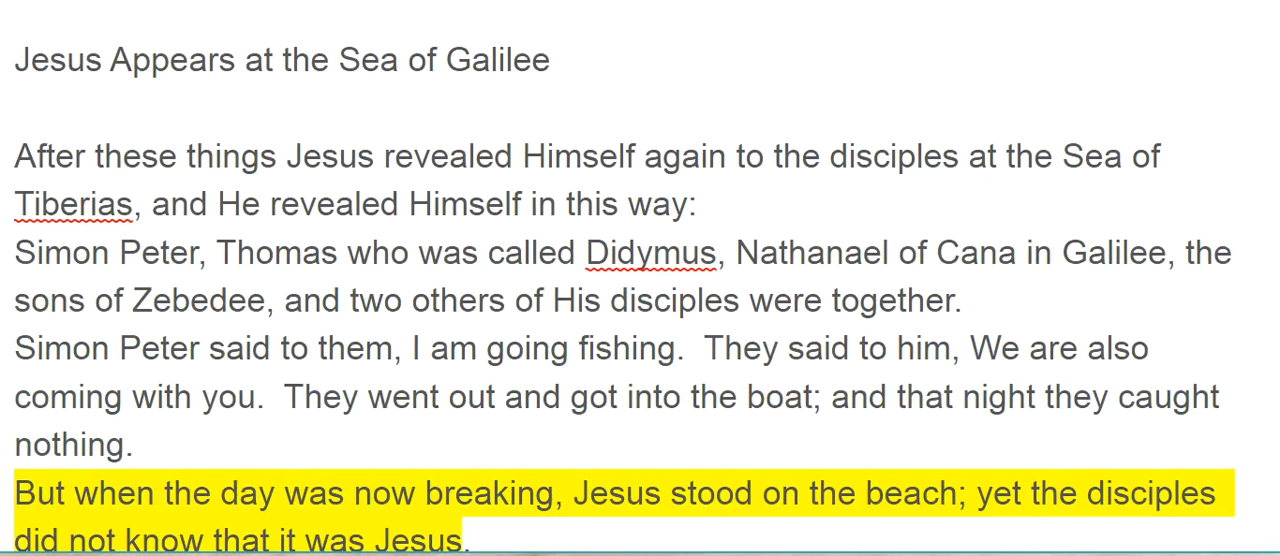 Jesus Appears at the Sea of Galilee
After these things Jesus revealed Himself again to the disciples at the Sea of
Tiberias, and He revealed Himself in this way:
Simon Peter, Thomas who was called Didymus, Nathanael of Cana in Galilee, the
sons of Zebedee, and two others of His disciples were together.
Simon Peter said to them, I am going fishing.  They said to him, We are also
coming with you.  They went out and got into the boat; and that night they caught
nothing.
But when the day was now breaking, Jesus stood on the beach; yet the disciples
did not know that it was Jesus.